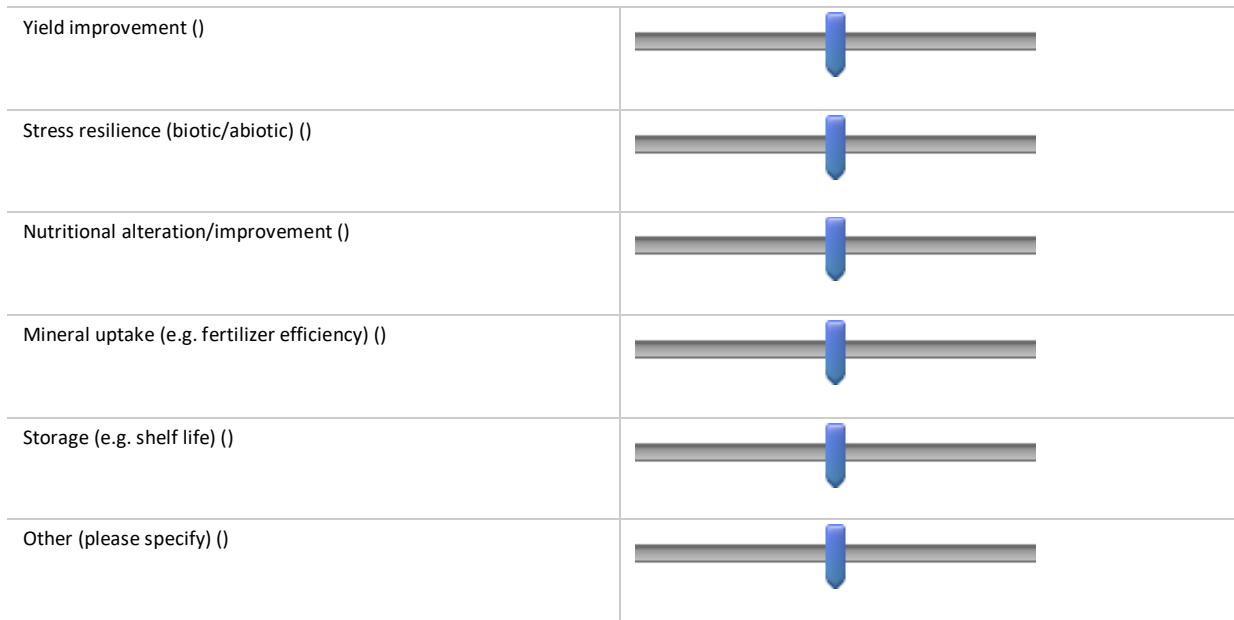 Yield improvement ()
Stress resilience (biotic/abiotic) ()
Nutritional alteration/improvement ()
Mineral uptake (e.g. fertilizer efficiency) ()
Storage (e.g. shelf life) ()
Other (please specify) ()